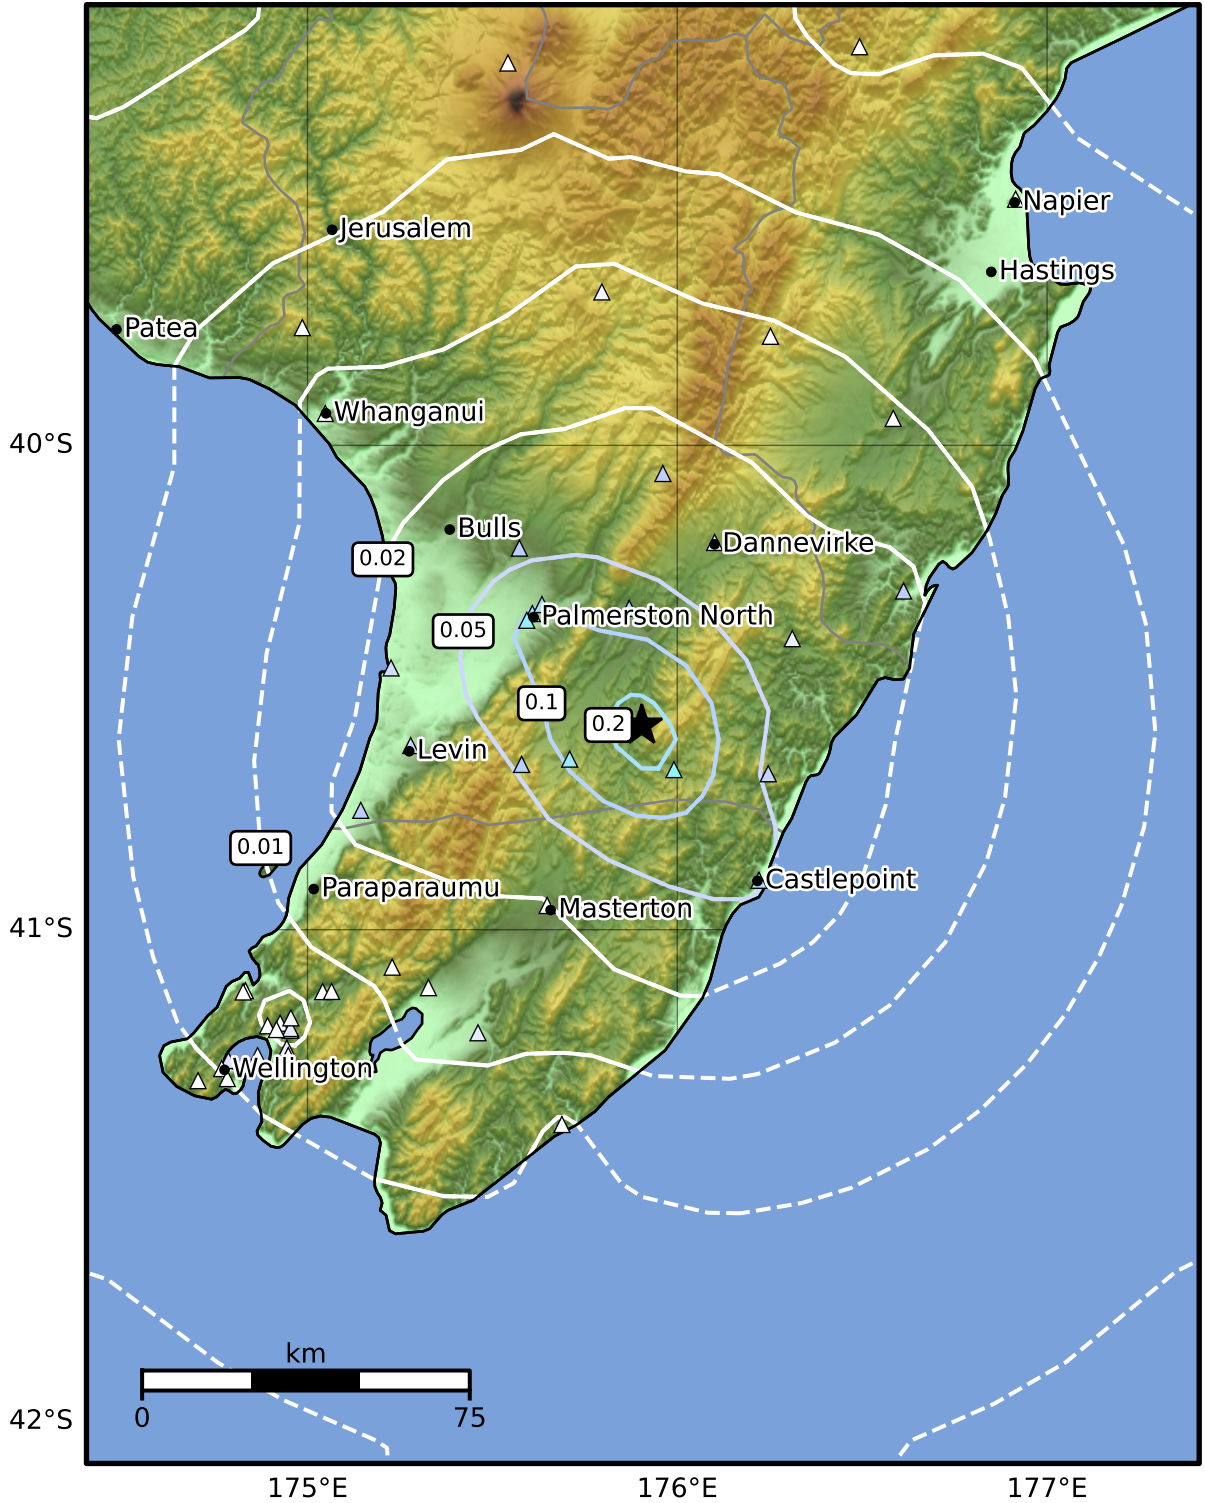 Napier
Jerusalem
Hastings
Patea
Whanganui
40°S
Bulls
Dannevirke
0.02
Palmerston North
0.05
0.1
0.2
Levin
0.01
Castlepoint
Paraparaumu
Masterton
41°S
Wellington
km
0 75
42°S
175°E 176°E 177°E